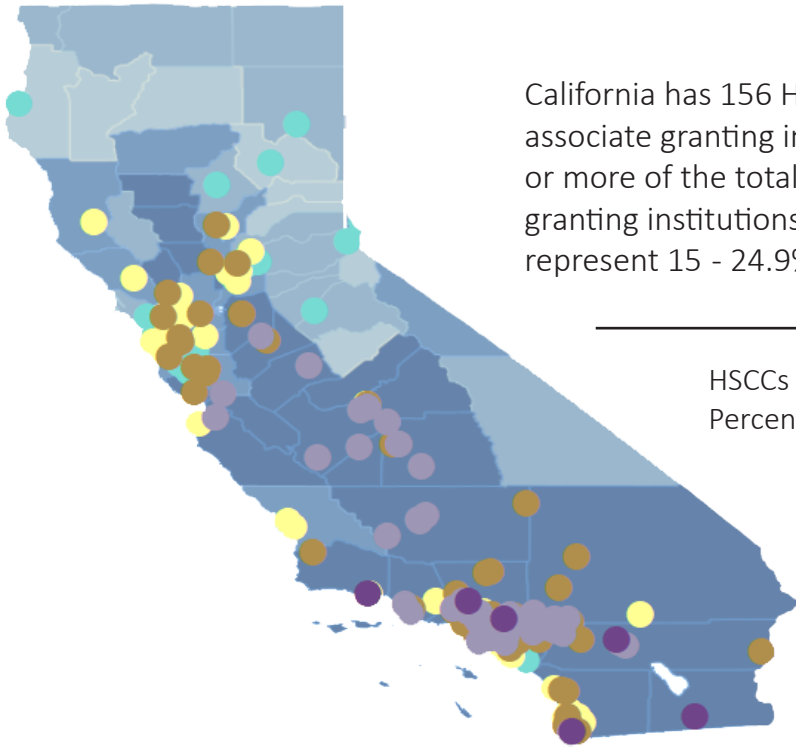 California has 156 H
associate granting in
or more of the total
granting institutions
represent 15 - 24.9%
HSCCs
Percen